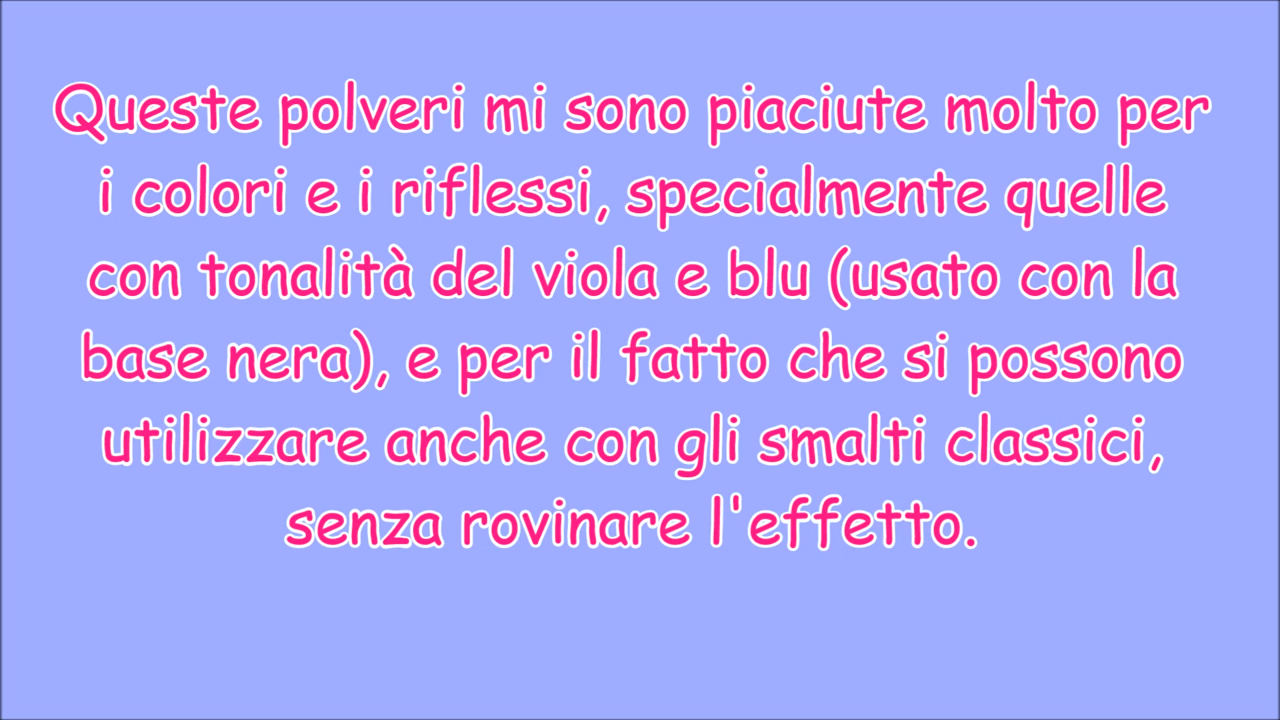 Queste polveri mi sono piaciute molto per
i colori e i riflessi, specialmente quelle
con tonalità del viola e blu (usato con la
base nera), e per il fatto che si possono
utilizzare anche con gli smalti classici,
senza rovinare l'effetto.